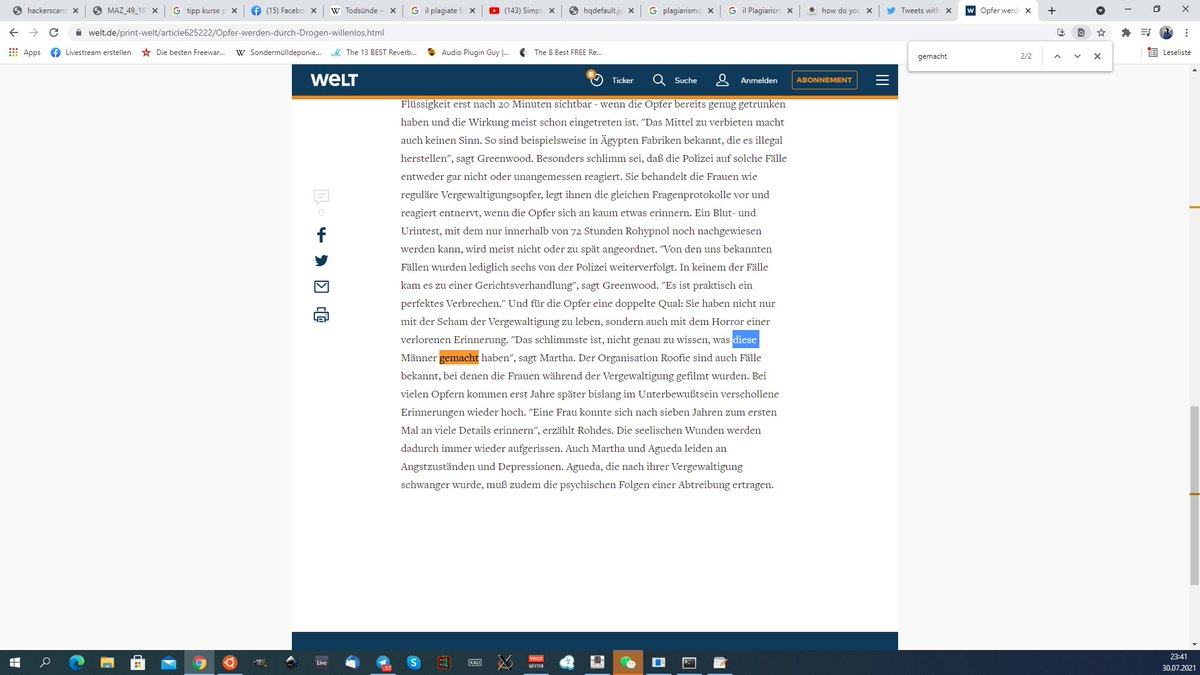 hackerscard
MAZ_49_19
tipp kurse p
(15) Facebo
Todsünde –
il plagiate f
(143) Simps
hqdefault.jp
plagiarismo
il Plagiarism
how do you
Tweets with
Opfer werde
welt.de/print-welt/article625222/Opfer-werden-durch-Drogen-willenlos.html
Apps
Livestream erstellen
Die besten Freewar...
Sondermülldeponie...
The 13 BEST Reverb...
Audio Plugin Guy |...
The 8 Best FREE Re...
Leseliste
gemacht
2/2
WELT
Ticker
Suche
Anmelden
ABONNEMENT
Flüssigkeit erst nach 20 Minuten sichtbar - wenn die Opfer bereits genug getrunken
haben und die Wirkung meist schon eingetreten ist. "Das Mittel zu verbieten macht
auch keinen Sinn. So sind beispielsweise in Ägypten Fabriken bekannt, die es illegal
herstellen", sagt Greenwood. Besonders schlimm sei, daß die Polizei auf solche Fälle
entweder gar nicht oder unangemessen reagiert. Sie behandelt die Frauen wie
reguläre Vergewaltigungsopfer, legt ihnen die gleichen Fragenprotokolle vor und
reagiert entnervt, wenn die Opfer sich an kaum etwas erinnern. Ein Blut- und
Urintest, mit dem nur innerhalb von 72 Stunden Rohypnol noch nachgewiesen
werden kann, wird meist nicht oder zu spät angeordnet. "Von den uns bekannten
Fällen wurden lediglich sechs von der Polizei weiterverfolgt. In keinem der Fälle
kam es zu einer Gerichtsverhandlung", sagt Greenwood. "Es ist praktisch ein
perfektes Verbrechen." Und für die Opfer eine doppelte Qual: Sie haben nicht nur
mit der Scham der Vergewaltigung zu leben, sondern auch mit dem Horror einer
verlorenen Erinnerung. "Das schlimmste ist, nicht genau zu wissen, was diese
Männer gemacht haben", sagt Martha. Der Organisation Roofie sind auch Fälle
bekannt, bei denen die Frauen während der Vergewaltigung gefilmt wurden. Bei
vielen Opfern kommen erst Jahre später bislang im Unterbewußtsein verschollene
Erinnerungen wieder hoch. "Eine Frau konnte sich nach sieben Jahren zum ersten
Mal an viele Details erinnern", erzählt Rohdes. Die seelischen Wunden werden
dadurch immer wieder aufgerissen. Auch Martha und Agueda leiden an
Angstzuständen und Depressionen. Agueda, die nach ihrer Vergewaltigung
schwanger wurde, muß zudem die psychischen Folgen einer Abtreibung ertragen.
0
Live
23:41
30.07.2021